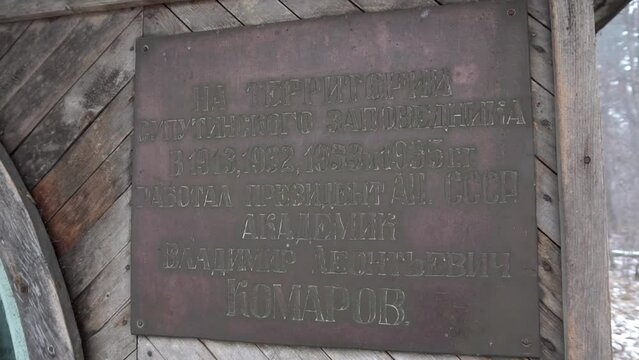 НА ТЕРРИТОРИИ
СУПУТИНСКОГО ЗАПОВЕДНИКА
В 1913, 1932, 1933 и 1935 гг.
РАБОТАЛ ПРЕЗИДЕНТ АН. СССР
АКАДЕМИК
ВЛАДИМИР ЛЕОНТЬЕВИЧ
КОМАРОВ.